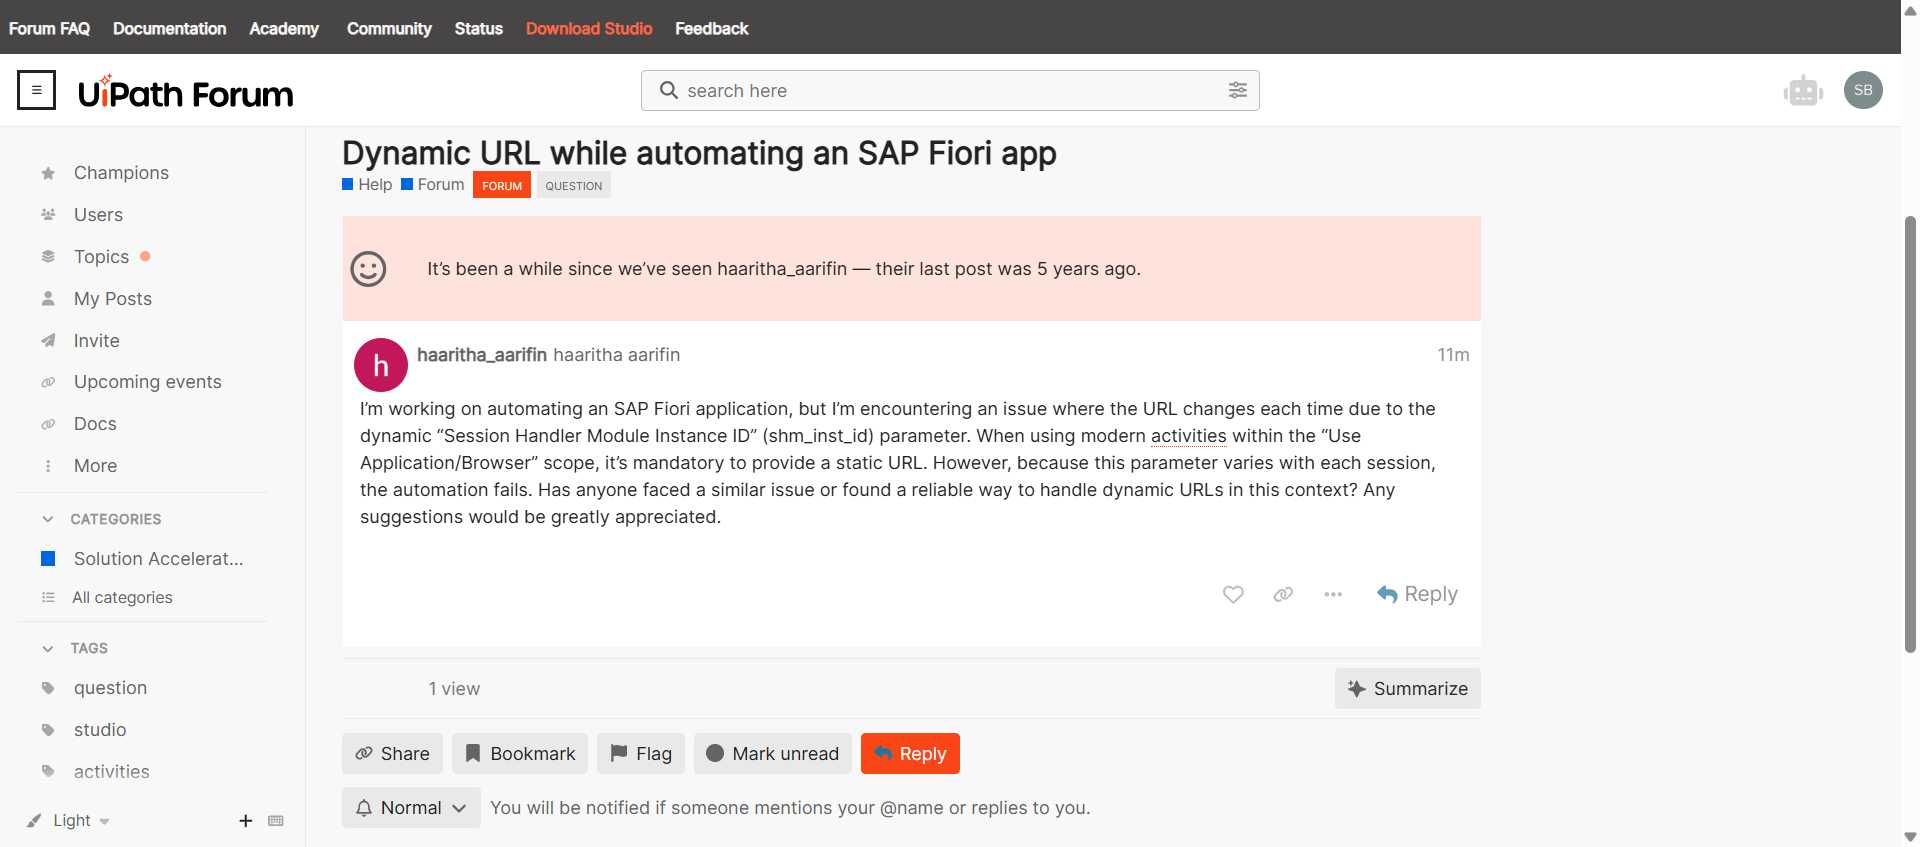 Forum FAQ Documentation Academy Community Status Download Studio Feedback
UiPath Forum
search here
SB
Champions
Users
Topics
My Posts
Invite
Upcoming events
Docs
More
CATEGORIES
Solution Accelerat...
All categories
TAGS
question
studio
activities
Light
Dynamic URL while automating an SAP Fiori app
Help Forum FORUM QUESTION
It's been a while since we've seen haaritha_aarifin — their last post was 5 years ago.
h
haaritha_aarifin haaritha aarifin 11m
I'm working on automating an SAP Fiori application, but I'm encountering an issue where the URL changes each time due to the
dynamic “Session Handler Module Instance ID” (shm_inst_id) parameter. When using modern activities within the “Use
Application/Browser” scope, it's mandatory to provide a static URL. However, because this parameter varies with each session,
the automation fails. Has anyone faced a similar issue or found a reliable way to handle dynamic URLs in this context? Any
suggestions would be greatly appreciated.
Reply
1 view Summarize
Share Bookmark Flag Mark unread Reply
Normal You will be notified if someone mentions your @name or replies to you.